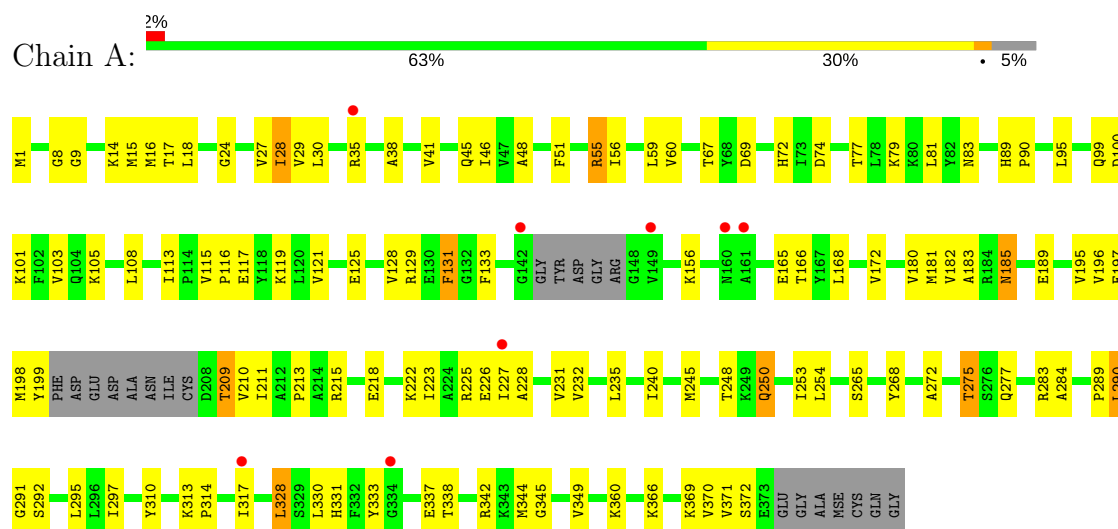 2%
Chain A:
63% 30% • 5%
M1 G8 G9 K14 M15 M16 T17 L18 G24 V27 I28 V29 L30 R35 A38 V41 Q45 I46 V47 A48 F51 R55 I56 L59 V60 T67 Y68 D69 H72 I73 D74 T77 L78 K79 K80 L81 Y82 N83 H89 P90 L95 Q99 D100
K101 F102 V103 Q104 K105 L108 I113 P114 V115 P116 E117 Y118 K119 L120 V121 E125 V128 R129 E130 F131 G132 F133 G142 GLY TYR ASP GLY ARG G148 V149 K156 N160 A161 E165 T166 Y167 L168 V172 V180 M181 V182 A183 R184 N185 E189 V195 V196
M198 Y199 PHE ASP GLU ASP ALA ASN ILE CYS D208 T209 V210 I211 A212 P213 A214 R215 E218 K222 I223 A224 R225 E226 I227 A228 V231 V232 L235 I240 M245 T248 K249 Q250 I253 L254 S265 Y268 A272 T275 S276 Q277 R283 A284 P289 L290
G291 S292 L295 L296 I297 Y310 K313 P314 I317 L328 S329 L330 H331 F332 Y333 G334 E337 T338 R342 K343 M344 G345 V349 K360 K366 K369 V370 V371 S372 E373 GLU GLY ALA MSE CYS GLN GLY